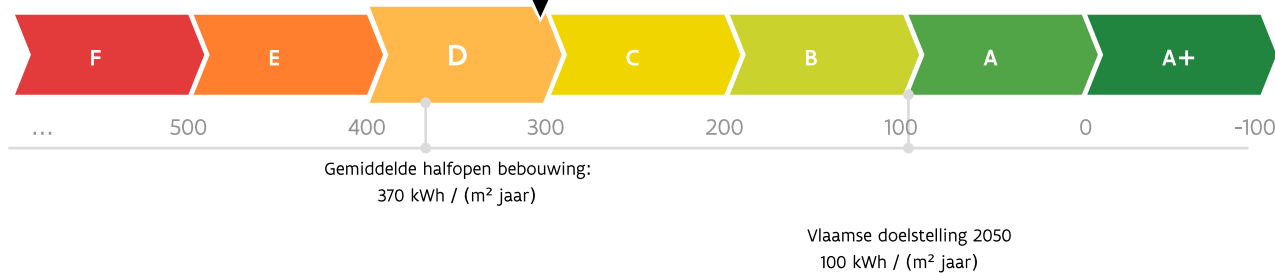 F E D C B A A+
... 500 400 300 200 100 0 -100
Gemiddelde halfopen bebouwing:
370 kWh / (m² jaar)
Vlaamse doelstelling 2050
100 kWh / (m² jaar)